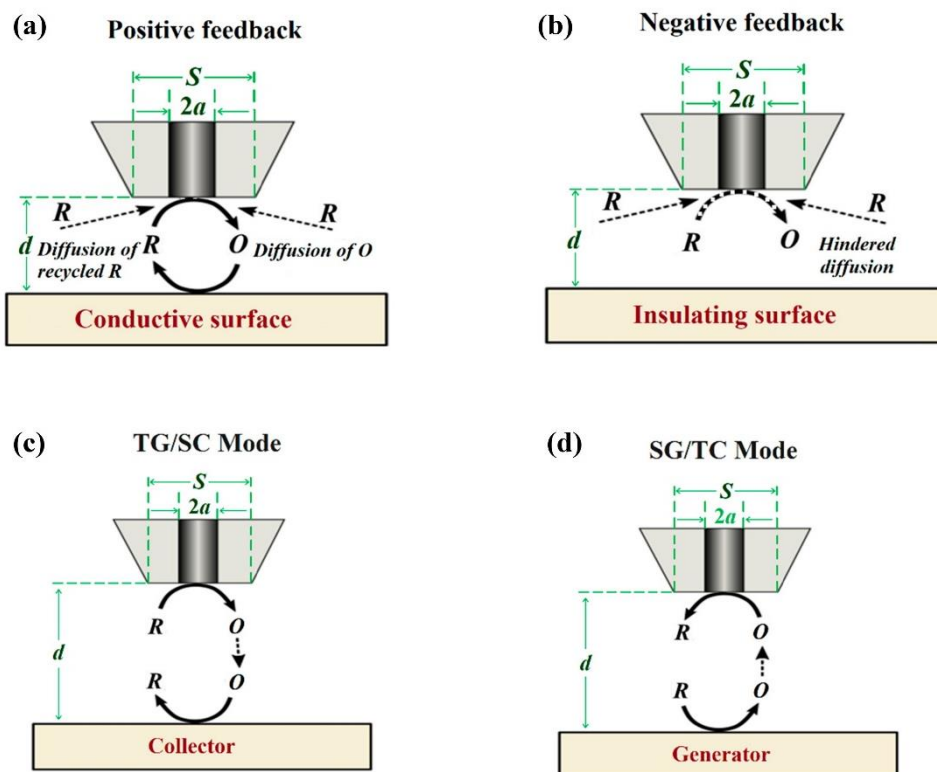 (a)
Positive feedback
S
2a
d
R
R
Diffusion of
recycled R
R
O
Diffusion of O
Conductive surface
(b)
Negative feedback
S
2a
d
R
R
R
O
Hindered
diffusion
Insulating surface
(c)
TG/SC Mode
S
2a
d
R
O
R
O
Collector
(d)
SG/TC Mode
S
2a
d
R
O
R
O
Generator